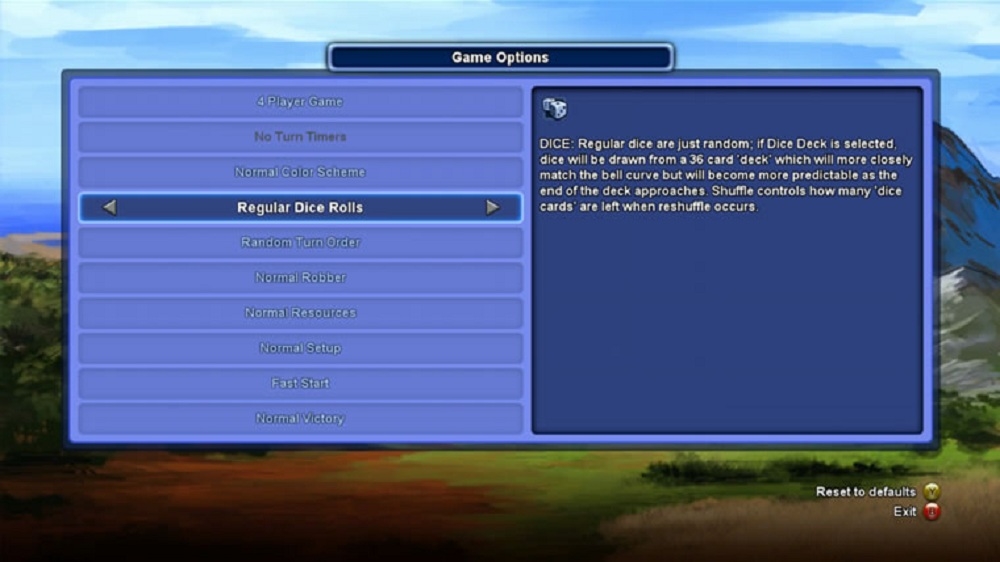 Game Options
4 Player Game
No Turn Timers
Normal Color Scheme
Regular Dice Rolls
Random Turn Order
Normal Robber
Normal Resources
Normal Setup
Fast Start
Normal Victory
DICE: Regular dice are just random; if Dice Deck is selected,
dice will be drawn from a 36 card 'deck' which will more closely
match the bell curve but will become more predictable as the
end of the deck approaches. Shuffle controls how many 'dice
cards' are left when reshuffle occurs.
Reset to defaults Y
Exit B